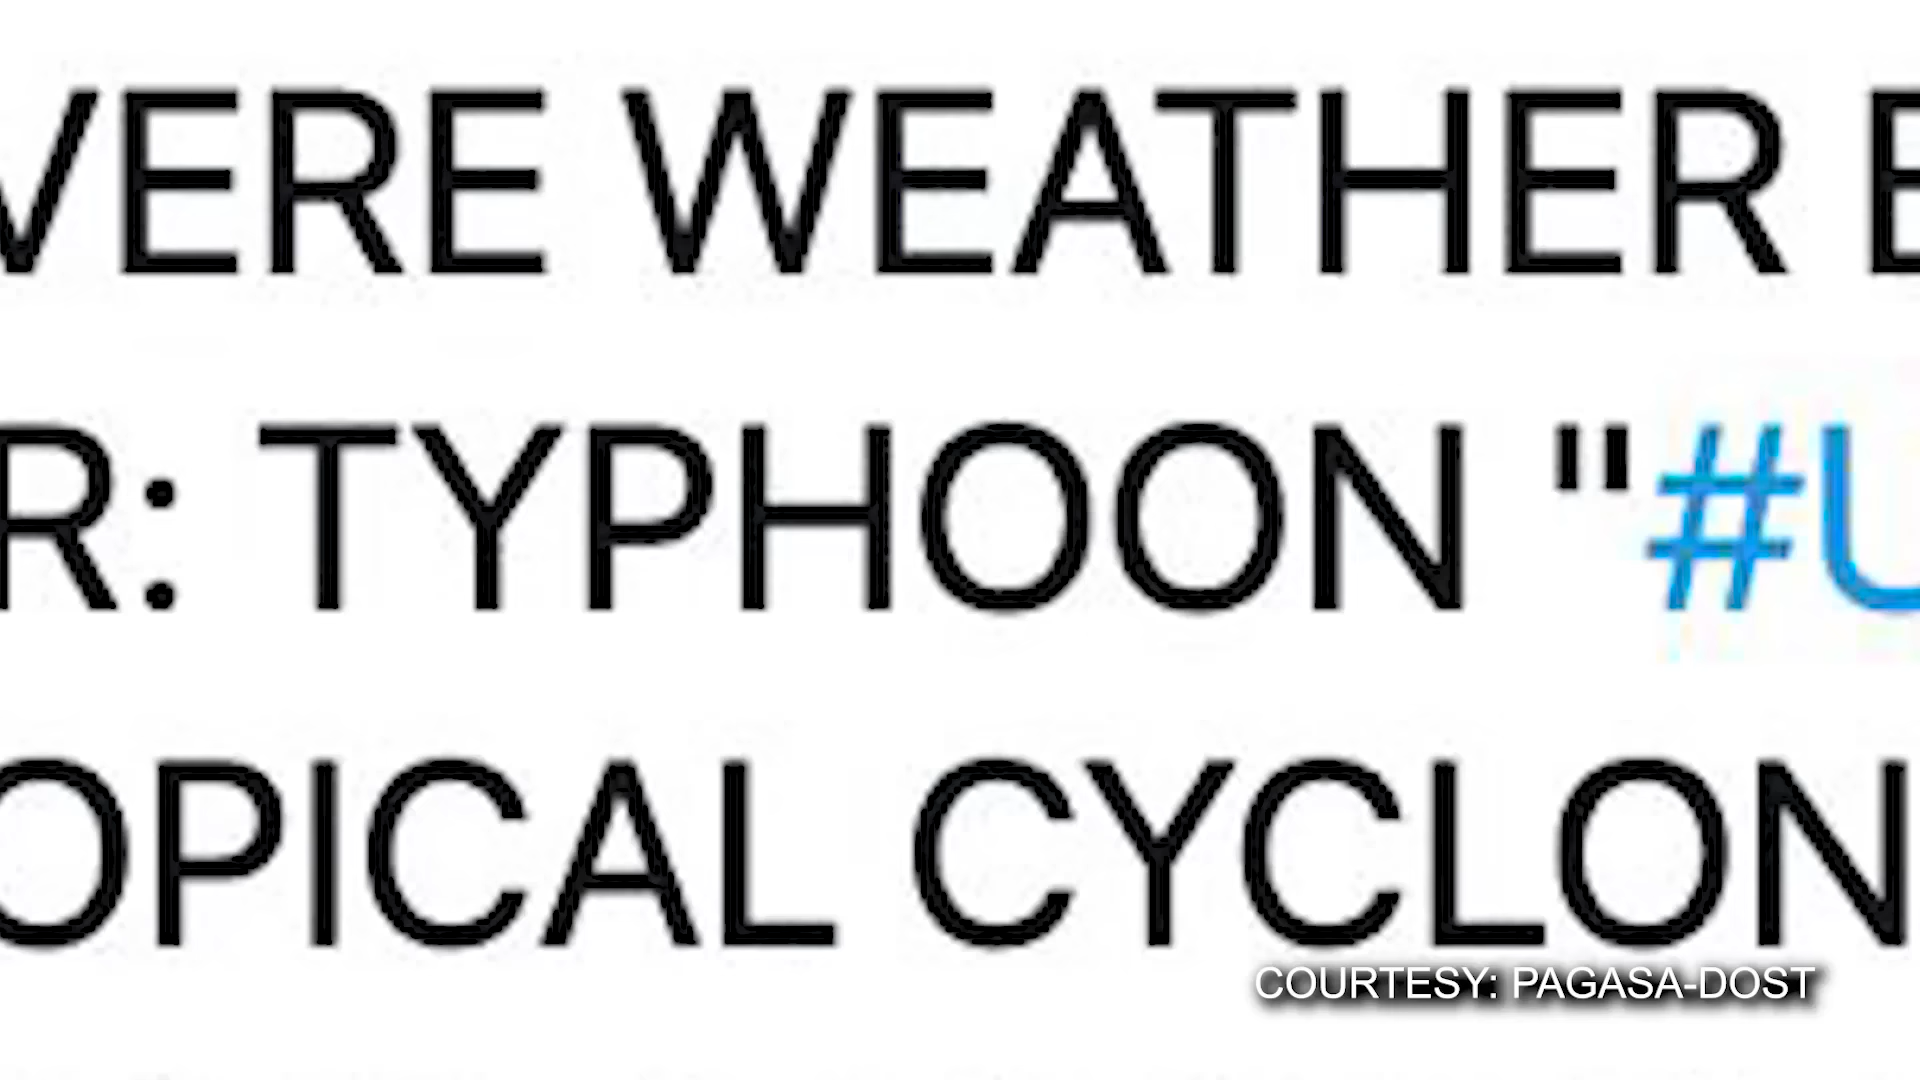 VERE WEATHER B
R: TYPHOON "#U
OPICAL CYCLON
COURTESY: PAGASA-DOST